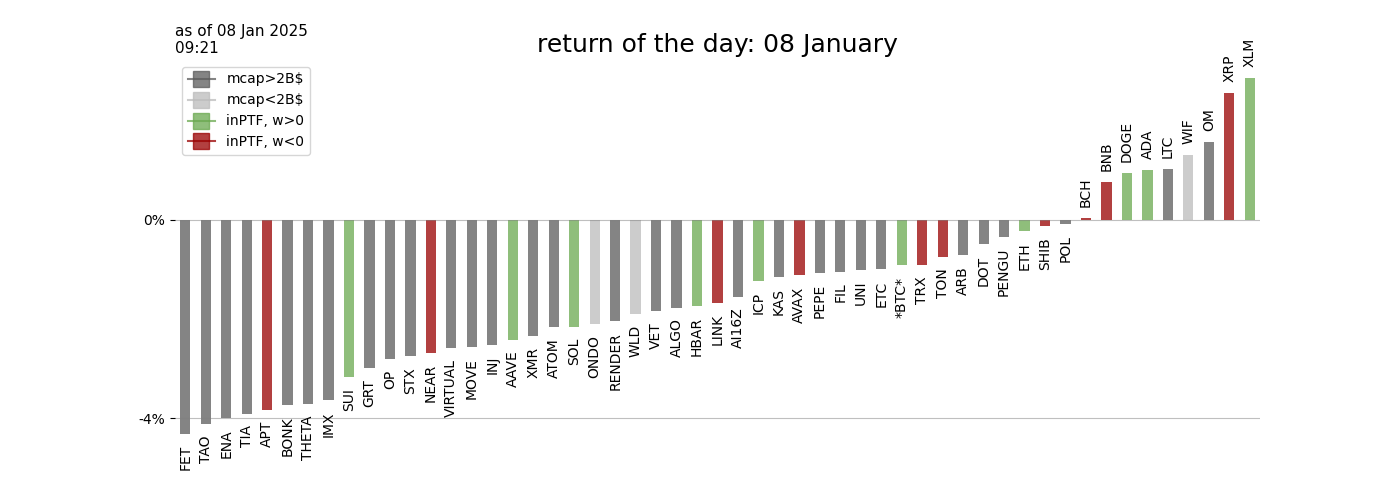 as of 08 Jan 2025
09:21
return of the day: 08 January
mcap>2B$
mcap<2B$
inPTF, w>0
inPTF, w<0
0%
-4%
FET
TAO
ENA
TIA
APT
BONK
THETA
IMX
SUI
GRT
OP
STX
NEAR
VIRTUAL
MOVE
INJ
AAVE
XMR
ATOM
SOL
ONDO
RENDER
WLD
VET
ALGO
HBAR
LINK
AI16Z
ICP
KAS
AVAX
PEPE
FIL
UNI
ETC
*BTC*
TRX
TON
ARB
DOT
PENGU
ETH
SHIB
POL
BCH
BNB
DOGE
ADA
LTC
WIF
OM
XRP
XLM